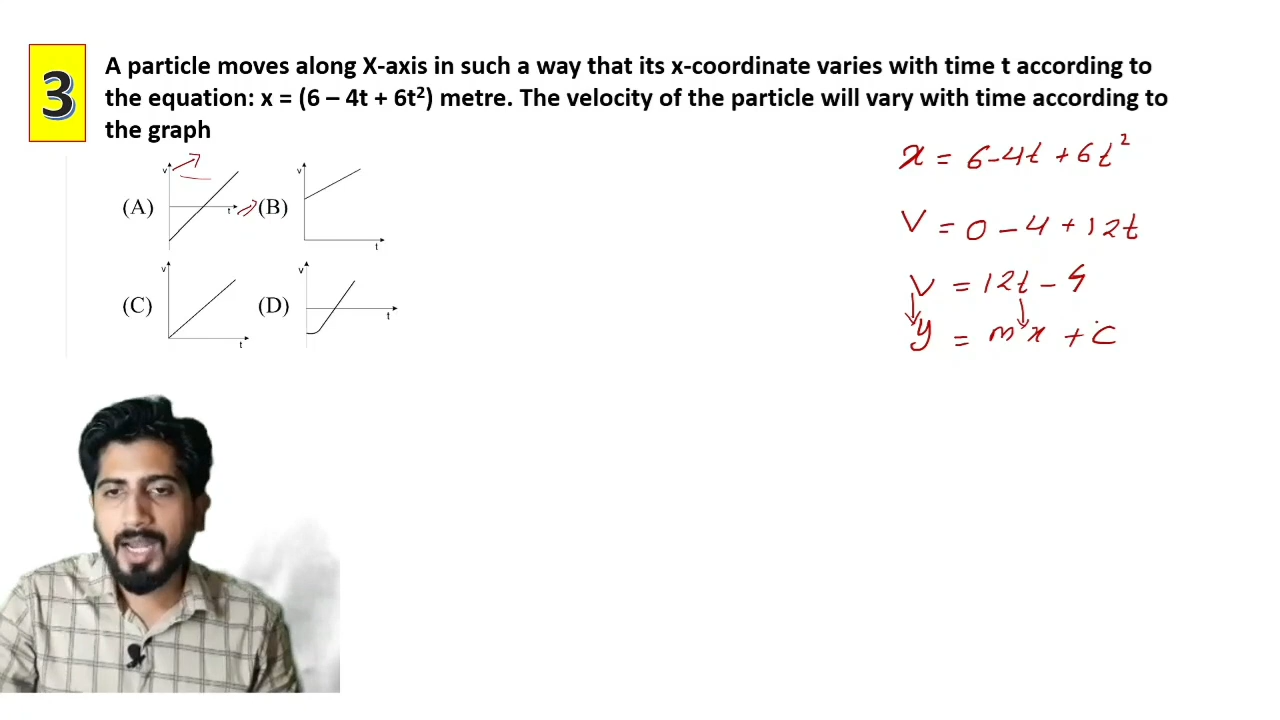 3
A particle moves along X-axis in such a way that its x-coordinate varies with time t according to
the equation: x = (6 – 4t + 6t²) metre. The velocity of the particle will vary with time according to
the graph
(A) v t
(B) v t
(C) v t
(D) v t
x = 6-4t + 6t²
V = 0 - 4 + 12t
V = 12t - 4
y = mx + c